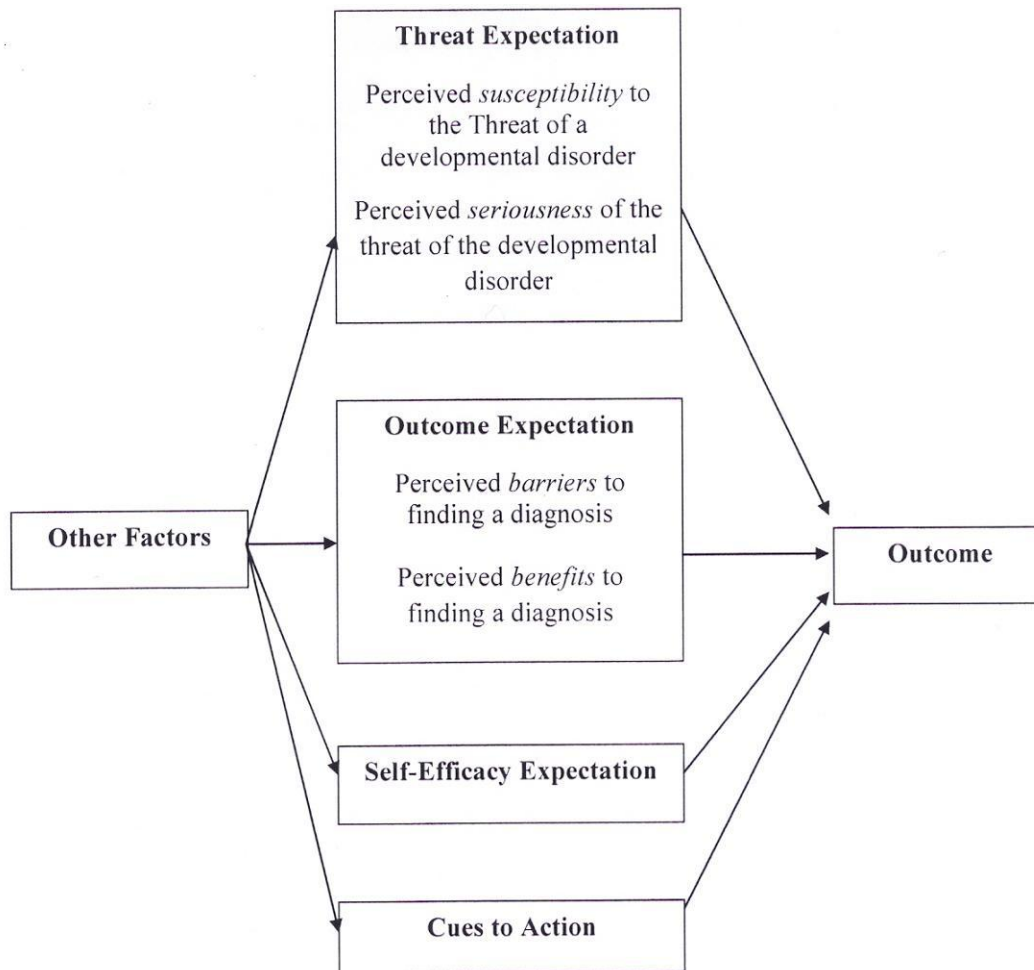 Threat Expectation
Perceived susceptibility to
the Threat of a
developmental disorder
Perceived seriousness of the
threat of the developmental
disorder
Outcome Expectation
Perceived barriers to
finding a diagnosis
Perceived benefits to
finding a diagnosis
Other Factors
Outcome
Self-Efficacy Expectation
Cues to Action